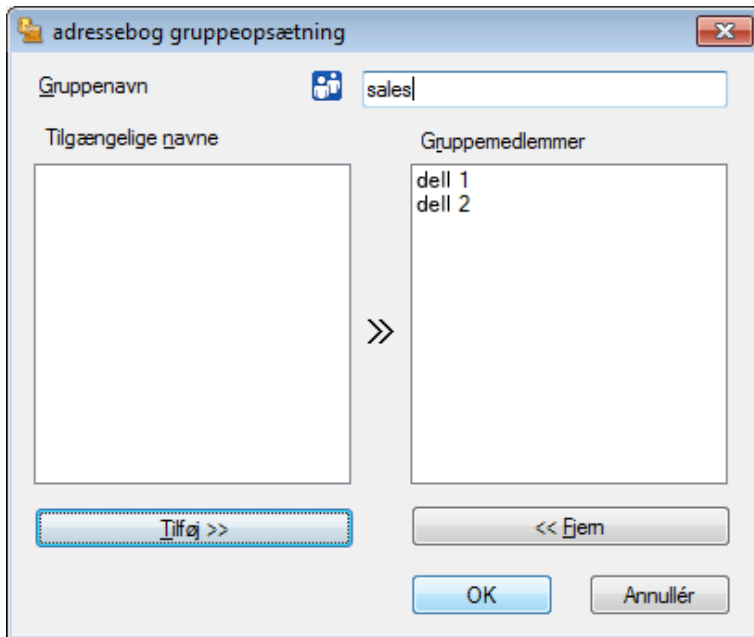 adressebog gruppeopsætning
Gruppenavn
sales
Tilgængelige navne
Gruppemedlemmer
dell 1
dell 2
>>
Tilføj >>
<< Fjern
OK
Annullér